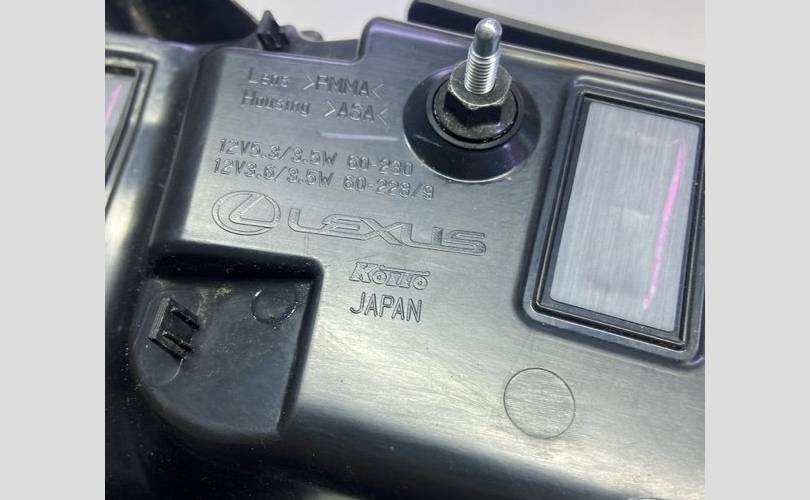 Lens >PMMA<
Housing >ASA<
12V5.3/3.5W 60-230
12V3.6/3.5W 60-228/9
LEXUS
KOITO
JAPAN